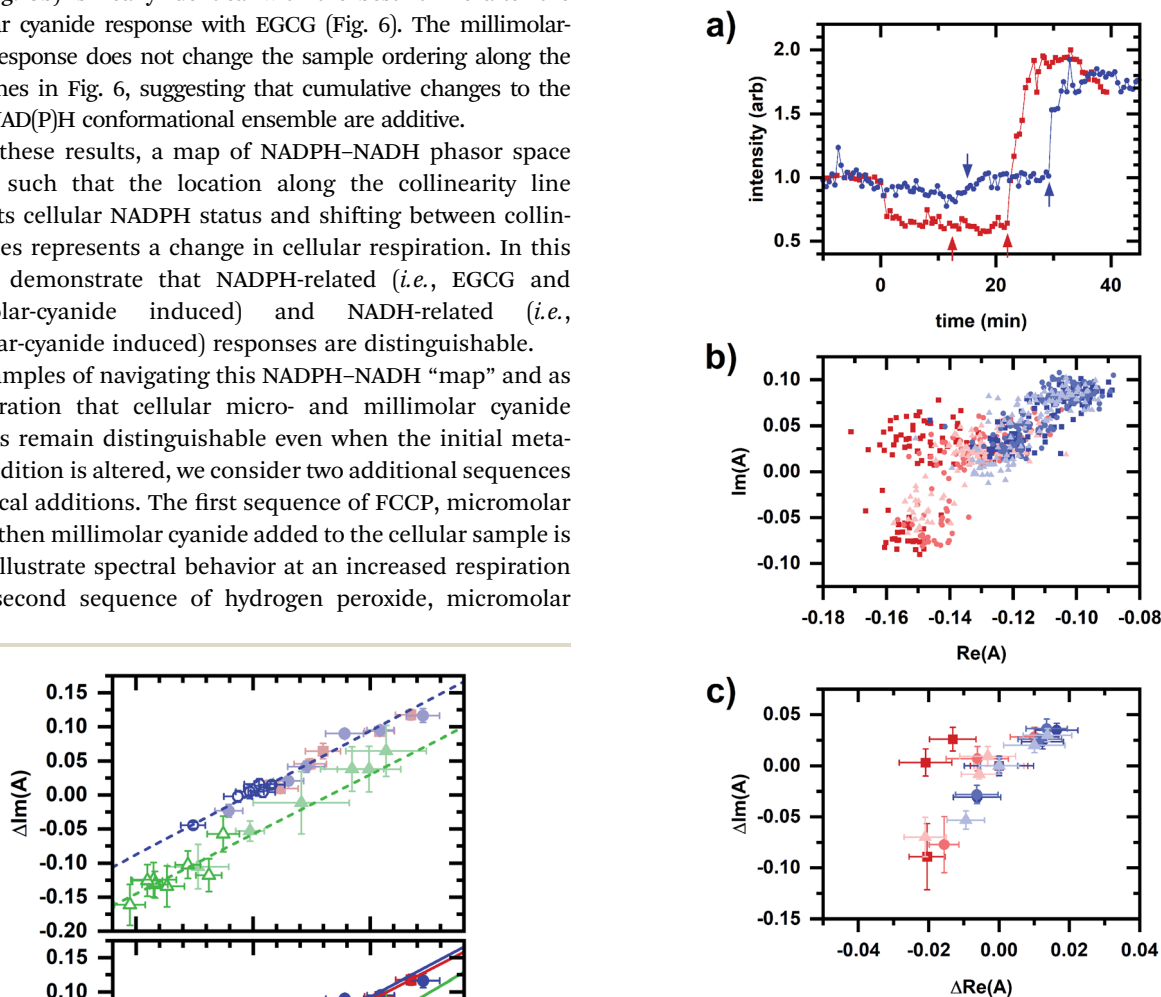 r cyanide response with EGCG (Fig. 6). The millimolar-
esponse does not change the sample ordering along the
nes in Fig. 6, suggesting that cumulative changes to the
AD(P)H conformational ensemble are additive.
these results, a map of NADPH–NADH phasor space
such that the location along the collinearity line
ts cellular NADPH status and shifting between collin-
es represents a change in cellular respiration. In this
demonstrate that NADPH-related (i.e., EGCG and
olar-cyanide induced) and NADH-related (i.e.,
ar-cyanide induced) responses are distinguishable.
amples of navigating this NADPH–NADH “map” and as
ration that cellular micro- and millimolar cyanide
s remain distinguishable even when the initial meta-
ndition is altered, we consider two additional sequences
ical additions. The first sequence of FCCP, micromolar
then millimolar cyanide added to the cellular sample is
illustrate spectral behavior at an increased respiration
second sequence of hydrogen peroxide, micromolar
0.15
0.10
0.05
0.00
-0.05
-0.10
-0.15
-0.20
ΔIm(A)
0.15
0.10
a)
2.0
1.5
1.0
0.5
intensity (arb)
0 20 40
time (min)
b)
0.10
0.05
0.00
-0.05
-0.10
Im(A)
-0.18 -0.16 -0.14 -0.12 -0.10 -0.08
Re(A)
c)
0.05
0.00
-0.05
-0.10
-0.15
ΔIm(A)
-0.04 -0.02 0.00 0.02 0.04
ΔRe(A)